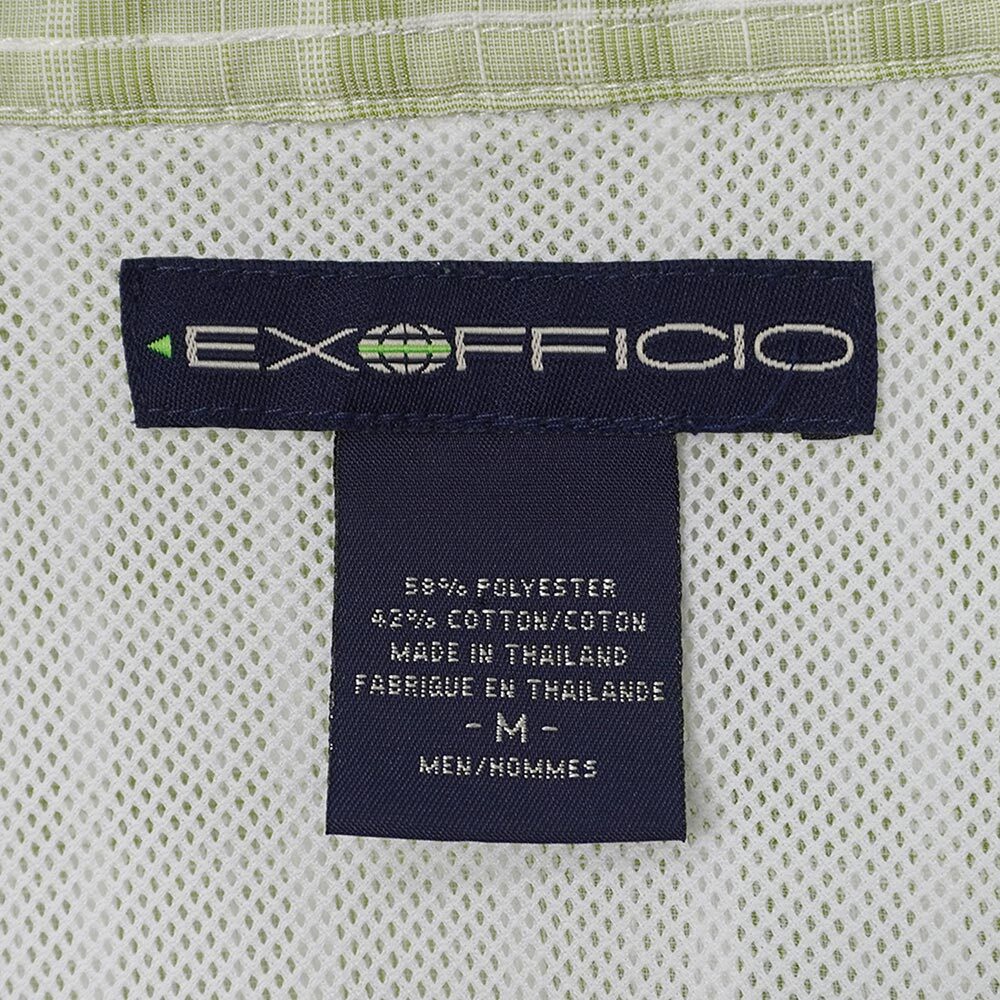 EXOFFICIO
58% POLYESTER
42% COTTON/COTON
MADE IN THAILAND
FABRIQUE EN THAILANDE
- M -
MEN/HOMMES